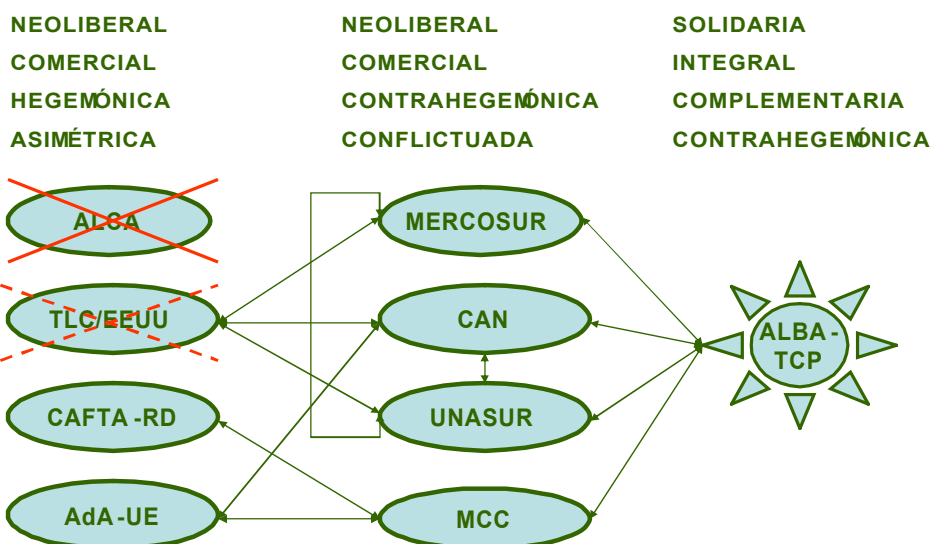 NEOLIBERAL
COMERCIAL
HEGEMÓNICA
ASIMÉTRICA
NEOLIBERAL
COMERCIAL
CONTRAHEGEMÓNICA
CONFLICTUADA
SOLIDARIA
INTEGRAL
COMPLEMENTARIA
CONTRAHEGEMÓNICA
ALCA
TLC/EEUU
CAFTA -RD
AdA -UE
MERCOSUR
CAN
UNASUR
MCC
ALBA -
TCP